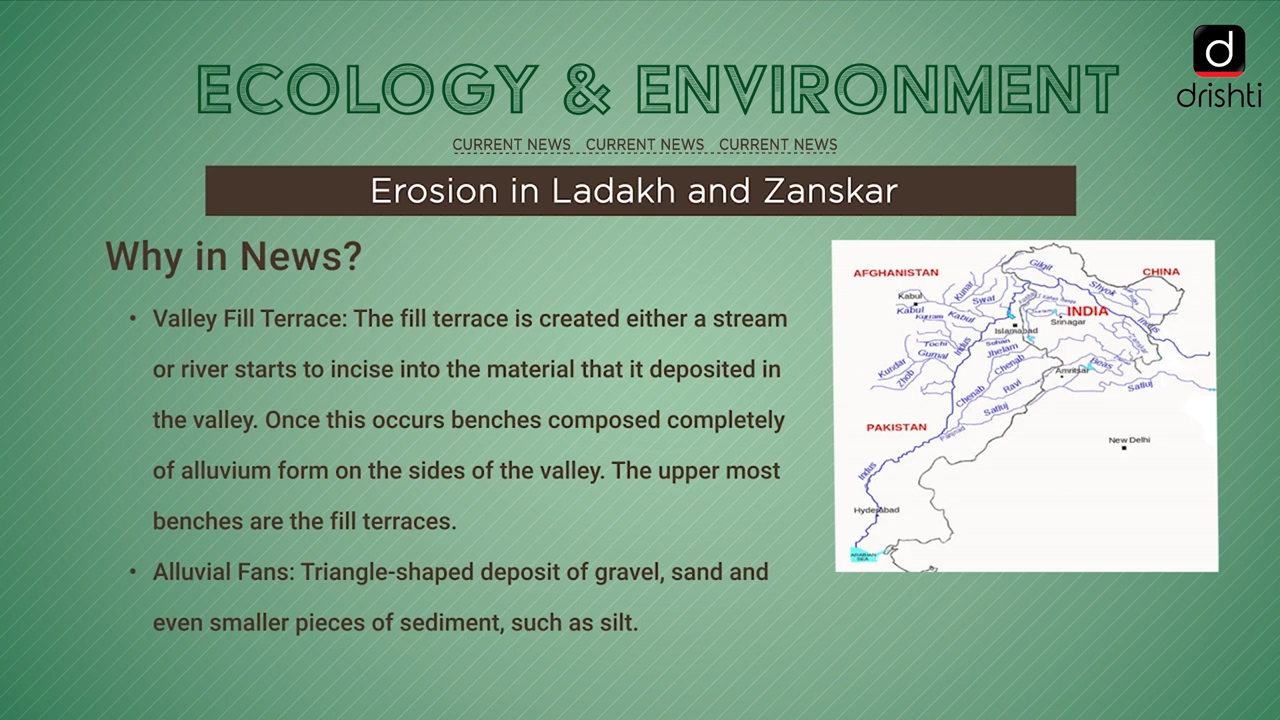 ECOLOGY & ENVIRONMENT
d
drishti
CURRENT NEWS CURRENT NEWS CURRENT NEWS
Erosion in Ladakh and Zanskar
Why in News?
• Valley Fill Terrace: The fill terrace is created either a stream
or river starts to incise into the material that it deposited in
the valley. Once this occurs benches composed completely
of alluvium form on the sides of the valley. The upper most
benches are the fill terraces.
• Alluvial Fans: Triangle-shaped deposit of gravel, sand and
even smaller pieces of sediment, such as silt.
AFGHANISTAN
CHINA
Gilgit
Kabul
Kunar
Swat
Shyok
Kabul
Kurram
Kabul
INDIA
Srinagar
Indus
Islamabad
Tochi
Gumal
Indus
Sohan
Jhelam
Kundar
Zhob
Chenab
Amritsar
Beas
Chenab
Ravi
Satluj
Satluj
PAKISTAN
Panjnad
New Delhi
Indus
Hyderabad
ARABIAN
SEA